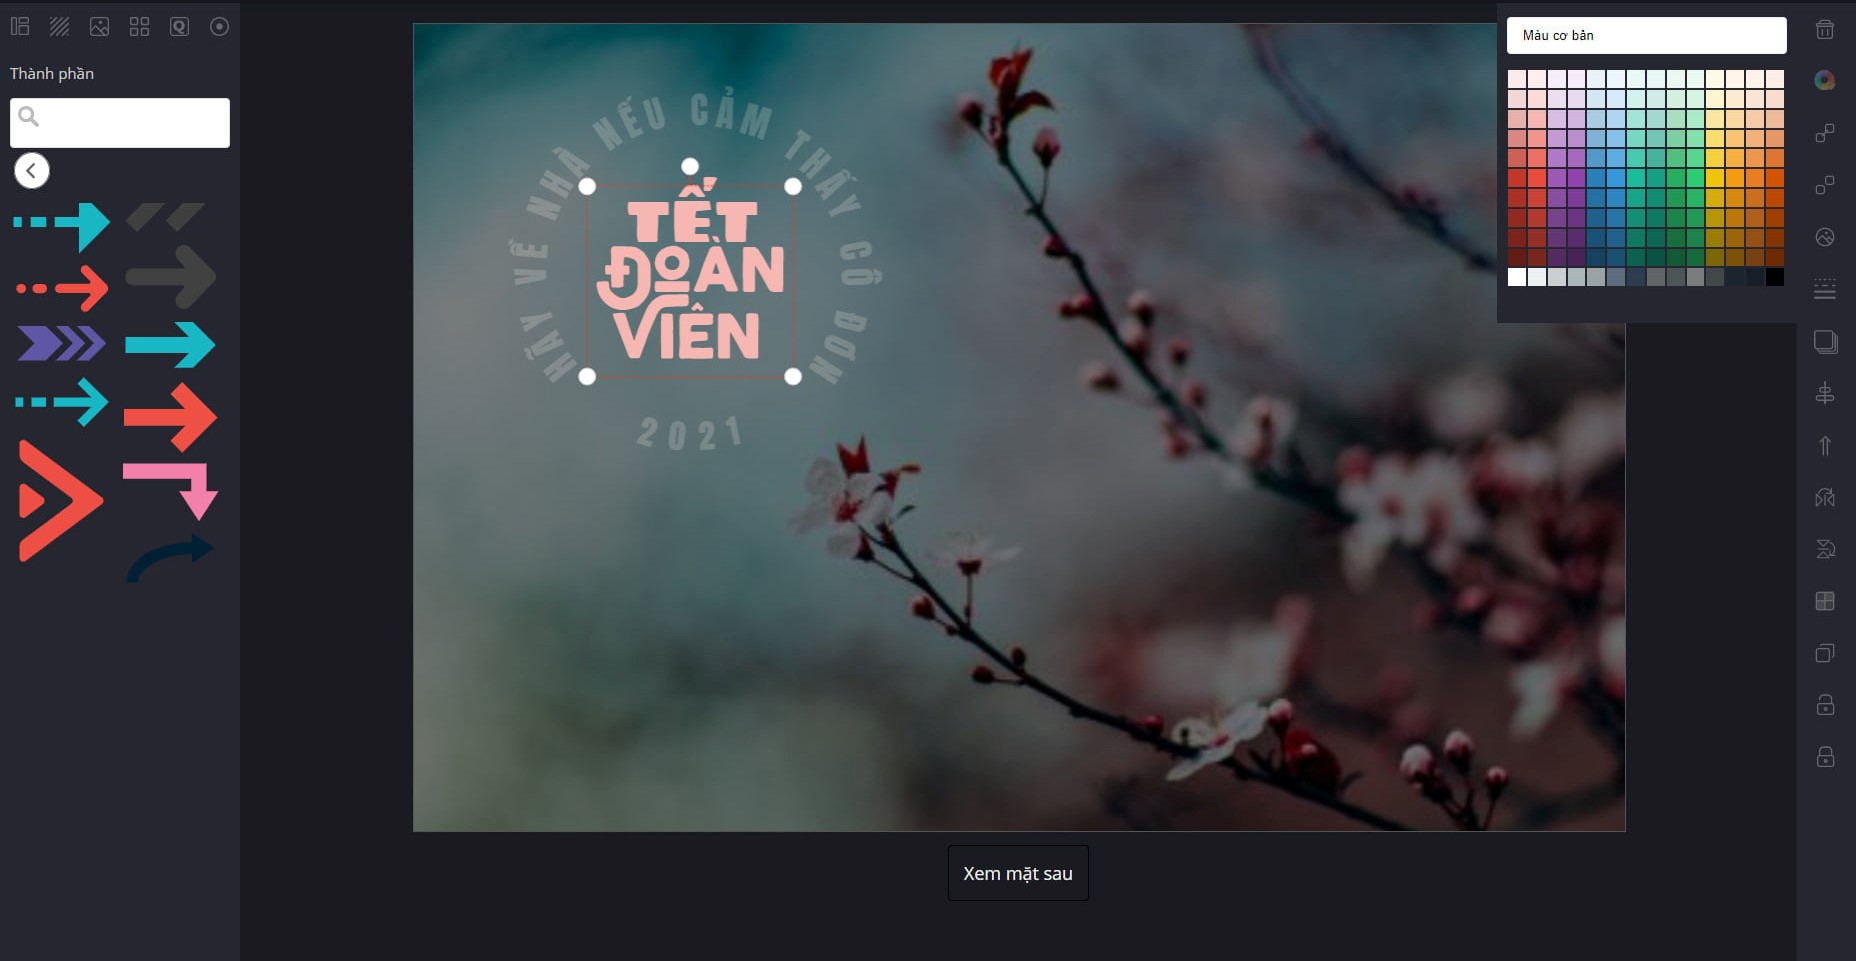 Thành phần
Màu cơ bản
HÃY VỀ NHÀ NẾU CẢM THẤY CÔ ĐƠN
TẾT
ĐOÀN
VIÊN
2021
Xem mặt sau